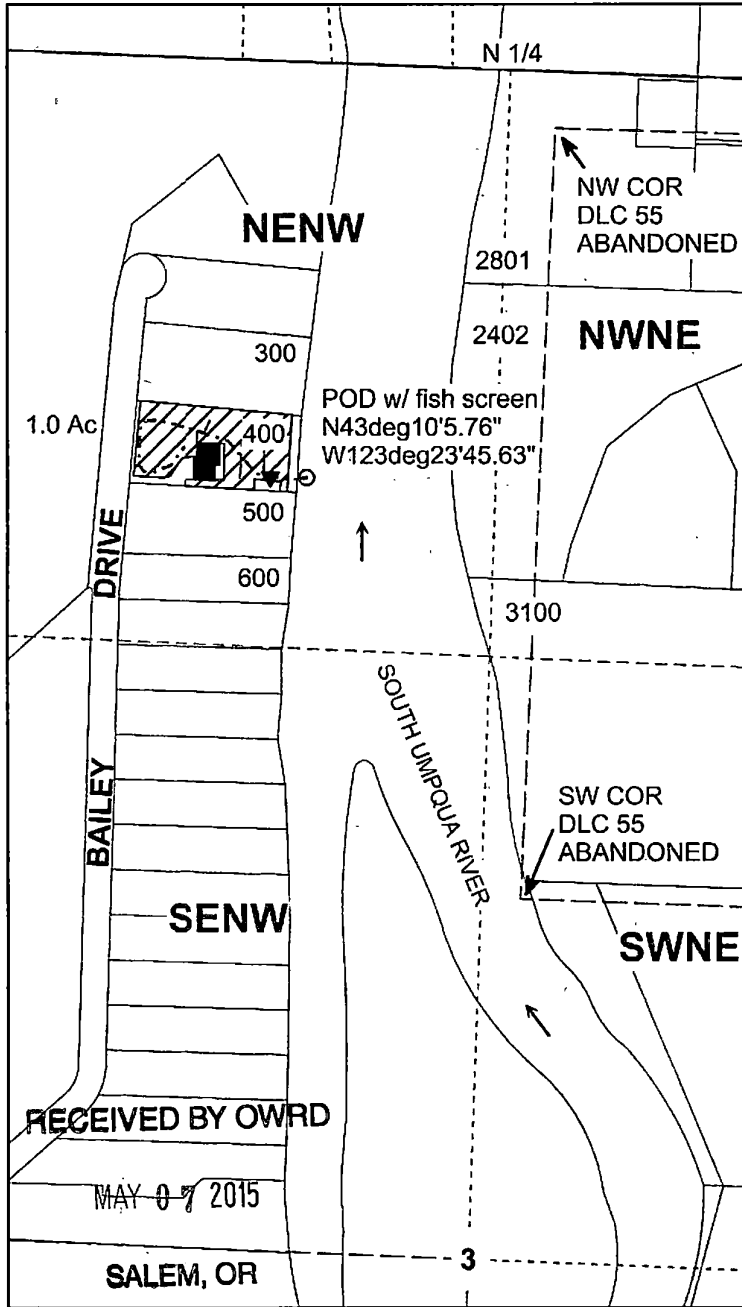 N 1/4
NW COR
DLC 55
ABANDONED
NENW
2801
2402
NWNE
300
POD w/ fish screen
N43deg10'5.76"
W123deg23'45.63"
1.0 Ac
400
500
600
BAILEY DRIVE
3100
SOUTH UMPQUA RIVER
SW COR
DLC 55
ABANDONED
SENW
SWNE
RECEIVED BY OWRD
MAY 07 2015
SALEM, OR
3